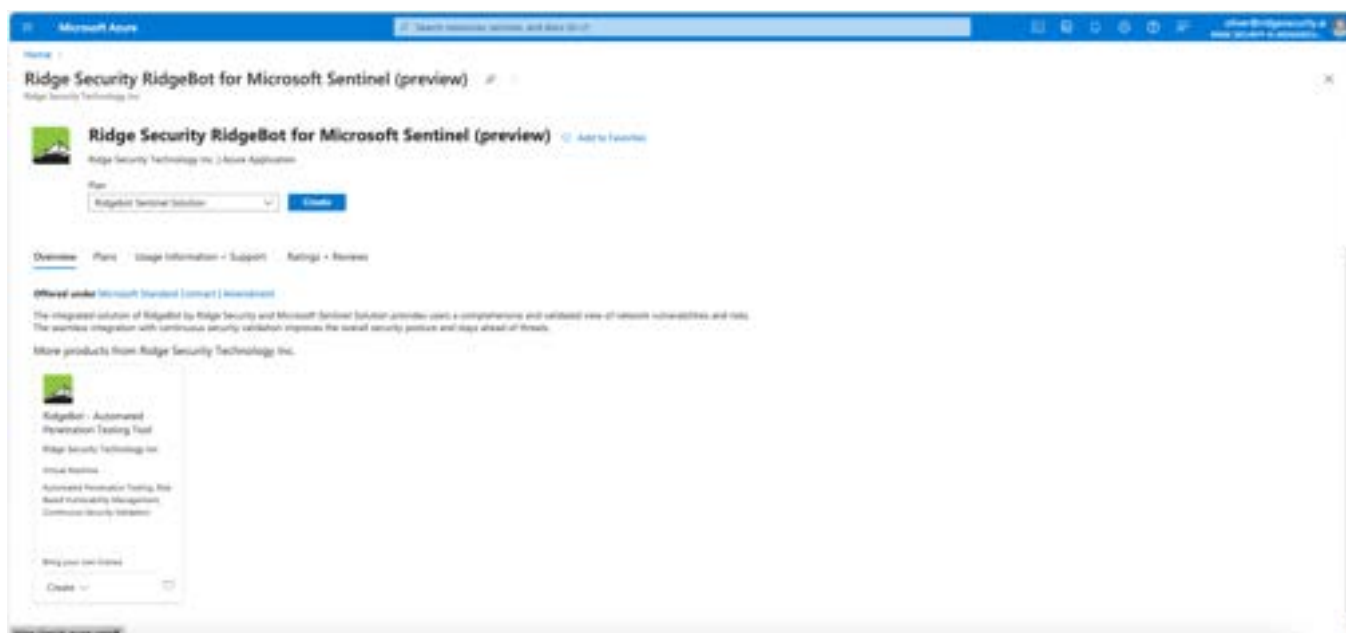 Microsoft Azure
Search resources, services, and docs (G+/)
Home
Ridge Security RidgeBot for Microsoft Sentinel (preview)
Ridge Security Technology Inc.
Ridge Security RidgeBot for Microsoft Sentinel (preview)
Add to Favorites
Ridge Security Technology Inc. | Azure Application
Plan
RidgeBot Sentinel Solution
Create
Overview Plans Usage Information + Support Ratings + Reviews
Offered under Microsoft Standard Contract | Amendment
The integrated solution of RidgeBot by Ridge Security and Microsoft Sentinel Solution provides users a comprehensive and validated view of network vulnerabilities and risks.
The seamless integration with continuous security validation improves the overall security posture and stays ahead of threats.
More products from Ridge Security Technology Inc.
RidgeBot - Automated
Penetration Testing Tool
Ridge Security Technology Inc.
Virtual Machine
Automated Penetration Testing, Risk
Based Vulnerability Management,
Continuous Security Validation
Bring your own license
Create